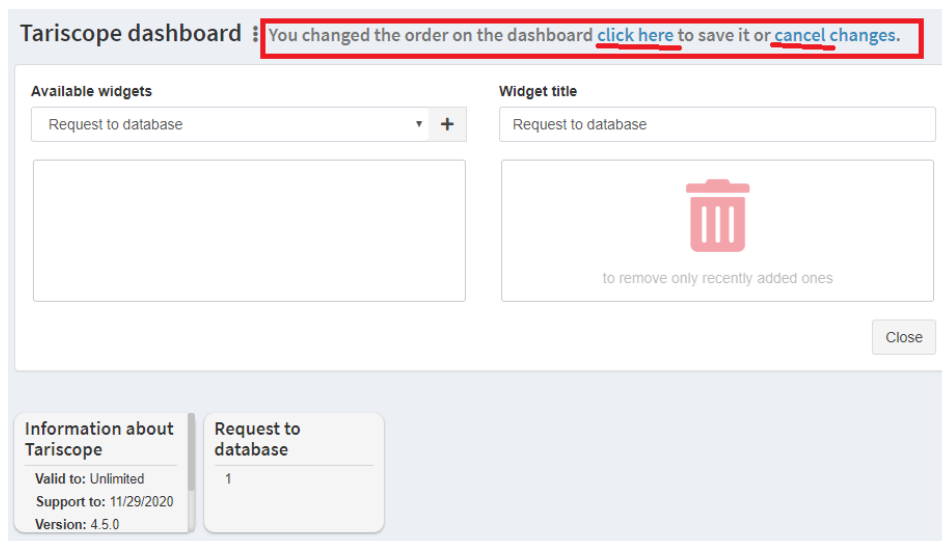 Tariscope dashboard
You changed the order on the dashboard click here to save it or cancel changes.
Available widgets
Request to database
+
Widget title
Request to database
to remove only recently added ones
Close
Information about
Tariscope
Valid to: Unlimited
Support to: 11/29/2020
Version: 4.5.0
Request to
database
1